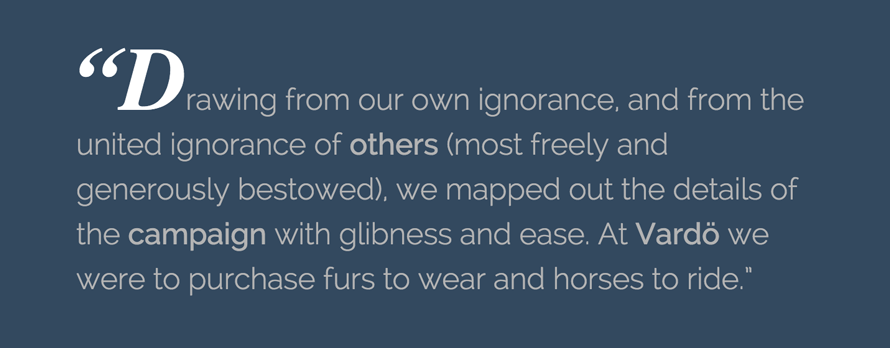 “Drawing from our own ignorance, and from the
united ignorance of others (most freely and
generously bestowed), we mapped out the details of
the campaign with glibness and ease. At Vardö we
were to purchase furs to wear and horses to ride.”